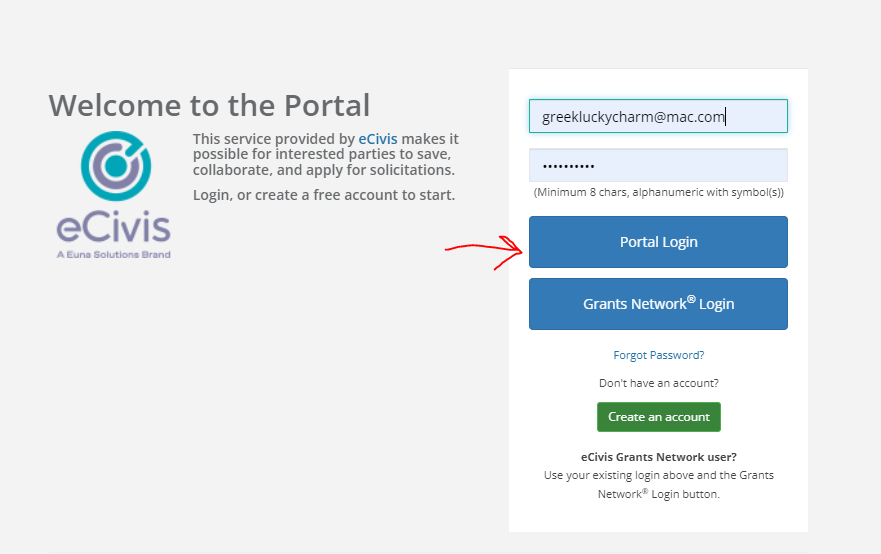 Welcome to the Portal
eCivis
A Euna Solutions Brand
This service provided by eCivis makes it
possible for interested parties to save,
collaborate, and apply for solicitations.
Login, or create a free account to start.
greekluckycharm@mac.com
••••••••••
(Minimum 8 chars, alphanumeric with symbol(s))
Portal Login
Grants Network® Login
Forgot Password?
Don't have an account?
Create an account
eCivis Grants Network user?
Use your existing login above and the Grants
Network® Login button.